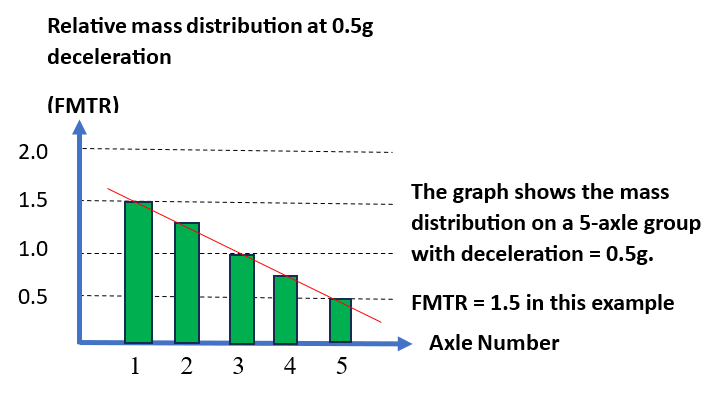 Relative mass distribution at 0.5g
deceleration
(FMTR)
2.0
1.5
1.0
0.5
1 2 3 4 5
Axle Number
The graph shows the mass
distribution on a 5-axle group
with deceleration = 0.5g.
FMTR = 1.5 in this example